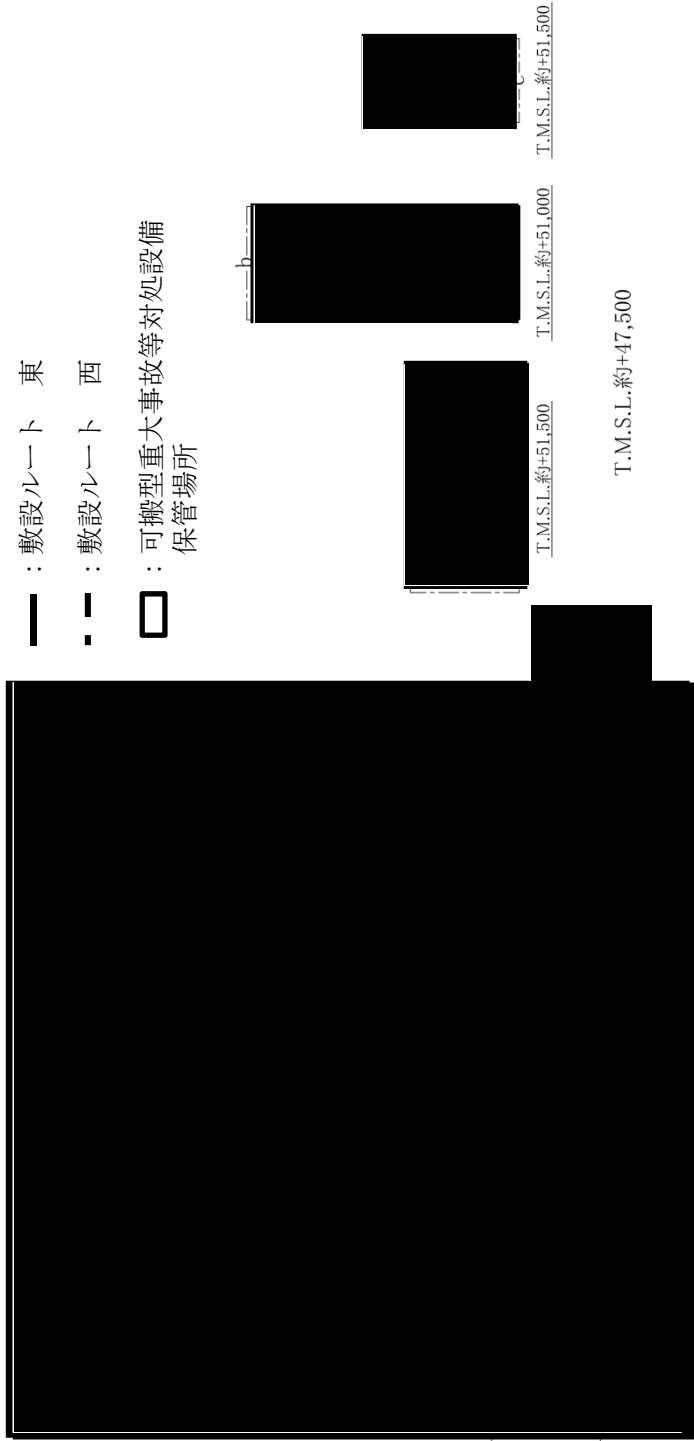 ：敷設ルート　東
：敷設ルート　西
：可搬型重大事故等対処設備
保管場所
T.M.S.L.約+51,500
b
T.M.S.L.約+51,000
c
T.M.S.L.約+51,500
T.M.S.L.約+47,500